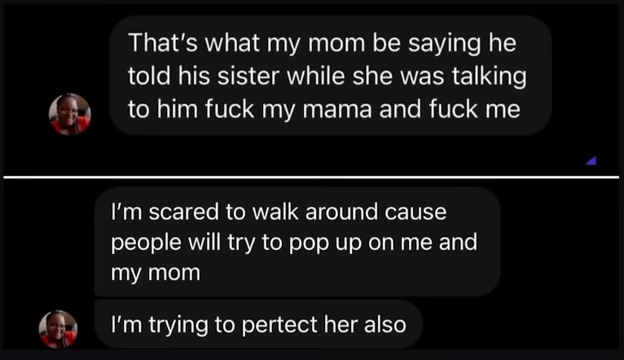 That's what my mom be saying he
told his sister while she was talking
to him fuck my mama and fuck me
I'm scared to walk around cause
people will try to pop up on me and
my mom
I'm trying to pertect her also